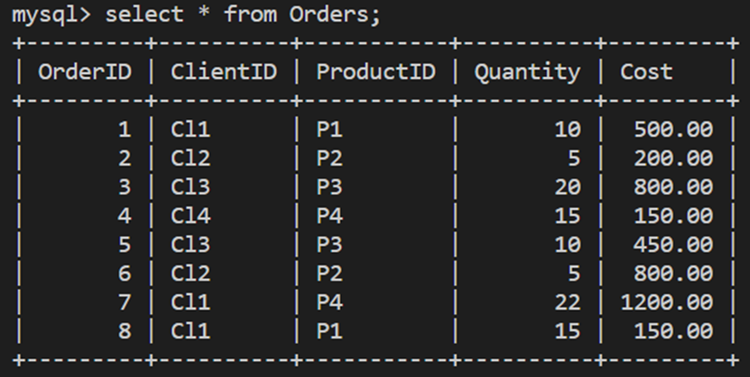 mysql> select * from Orders;
+---------+----------+-----------+----------+---------+
| OrderID | ClientID | ProductID | Quantity | Cost    |
+---------+----------+-----------+----------+---------+
|       1 | Cl1      | P1        |       10 |  500.00 |
|       2 | Cl2      | P2        |        5 |  200.00 |
|       3 | Cl3      | P3        |       20 |  800.00 |
|       4 | Cl4      | P4        |       15 |  150.00 |
|       5 | Cl3      | P3        |       10 |  450.00 |
|       6 | Cl2      | P2        |        5 |  800.00 |
|       7 | Cl1      | P4        |       22 | 1200.00 |
|       8 | Cl1      | P1        |       15 |  150.00 |
+---------+----------+-----------+----------+---------+